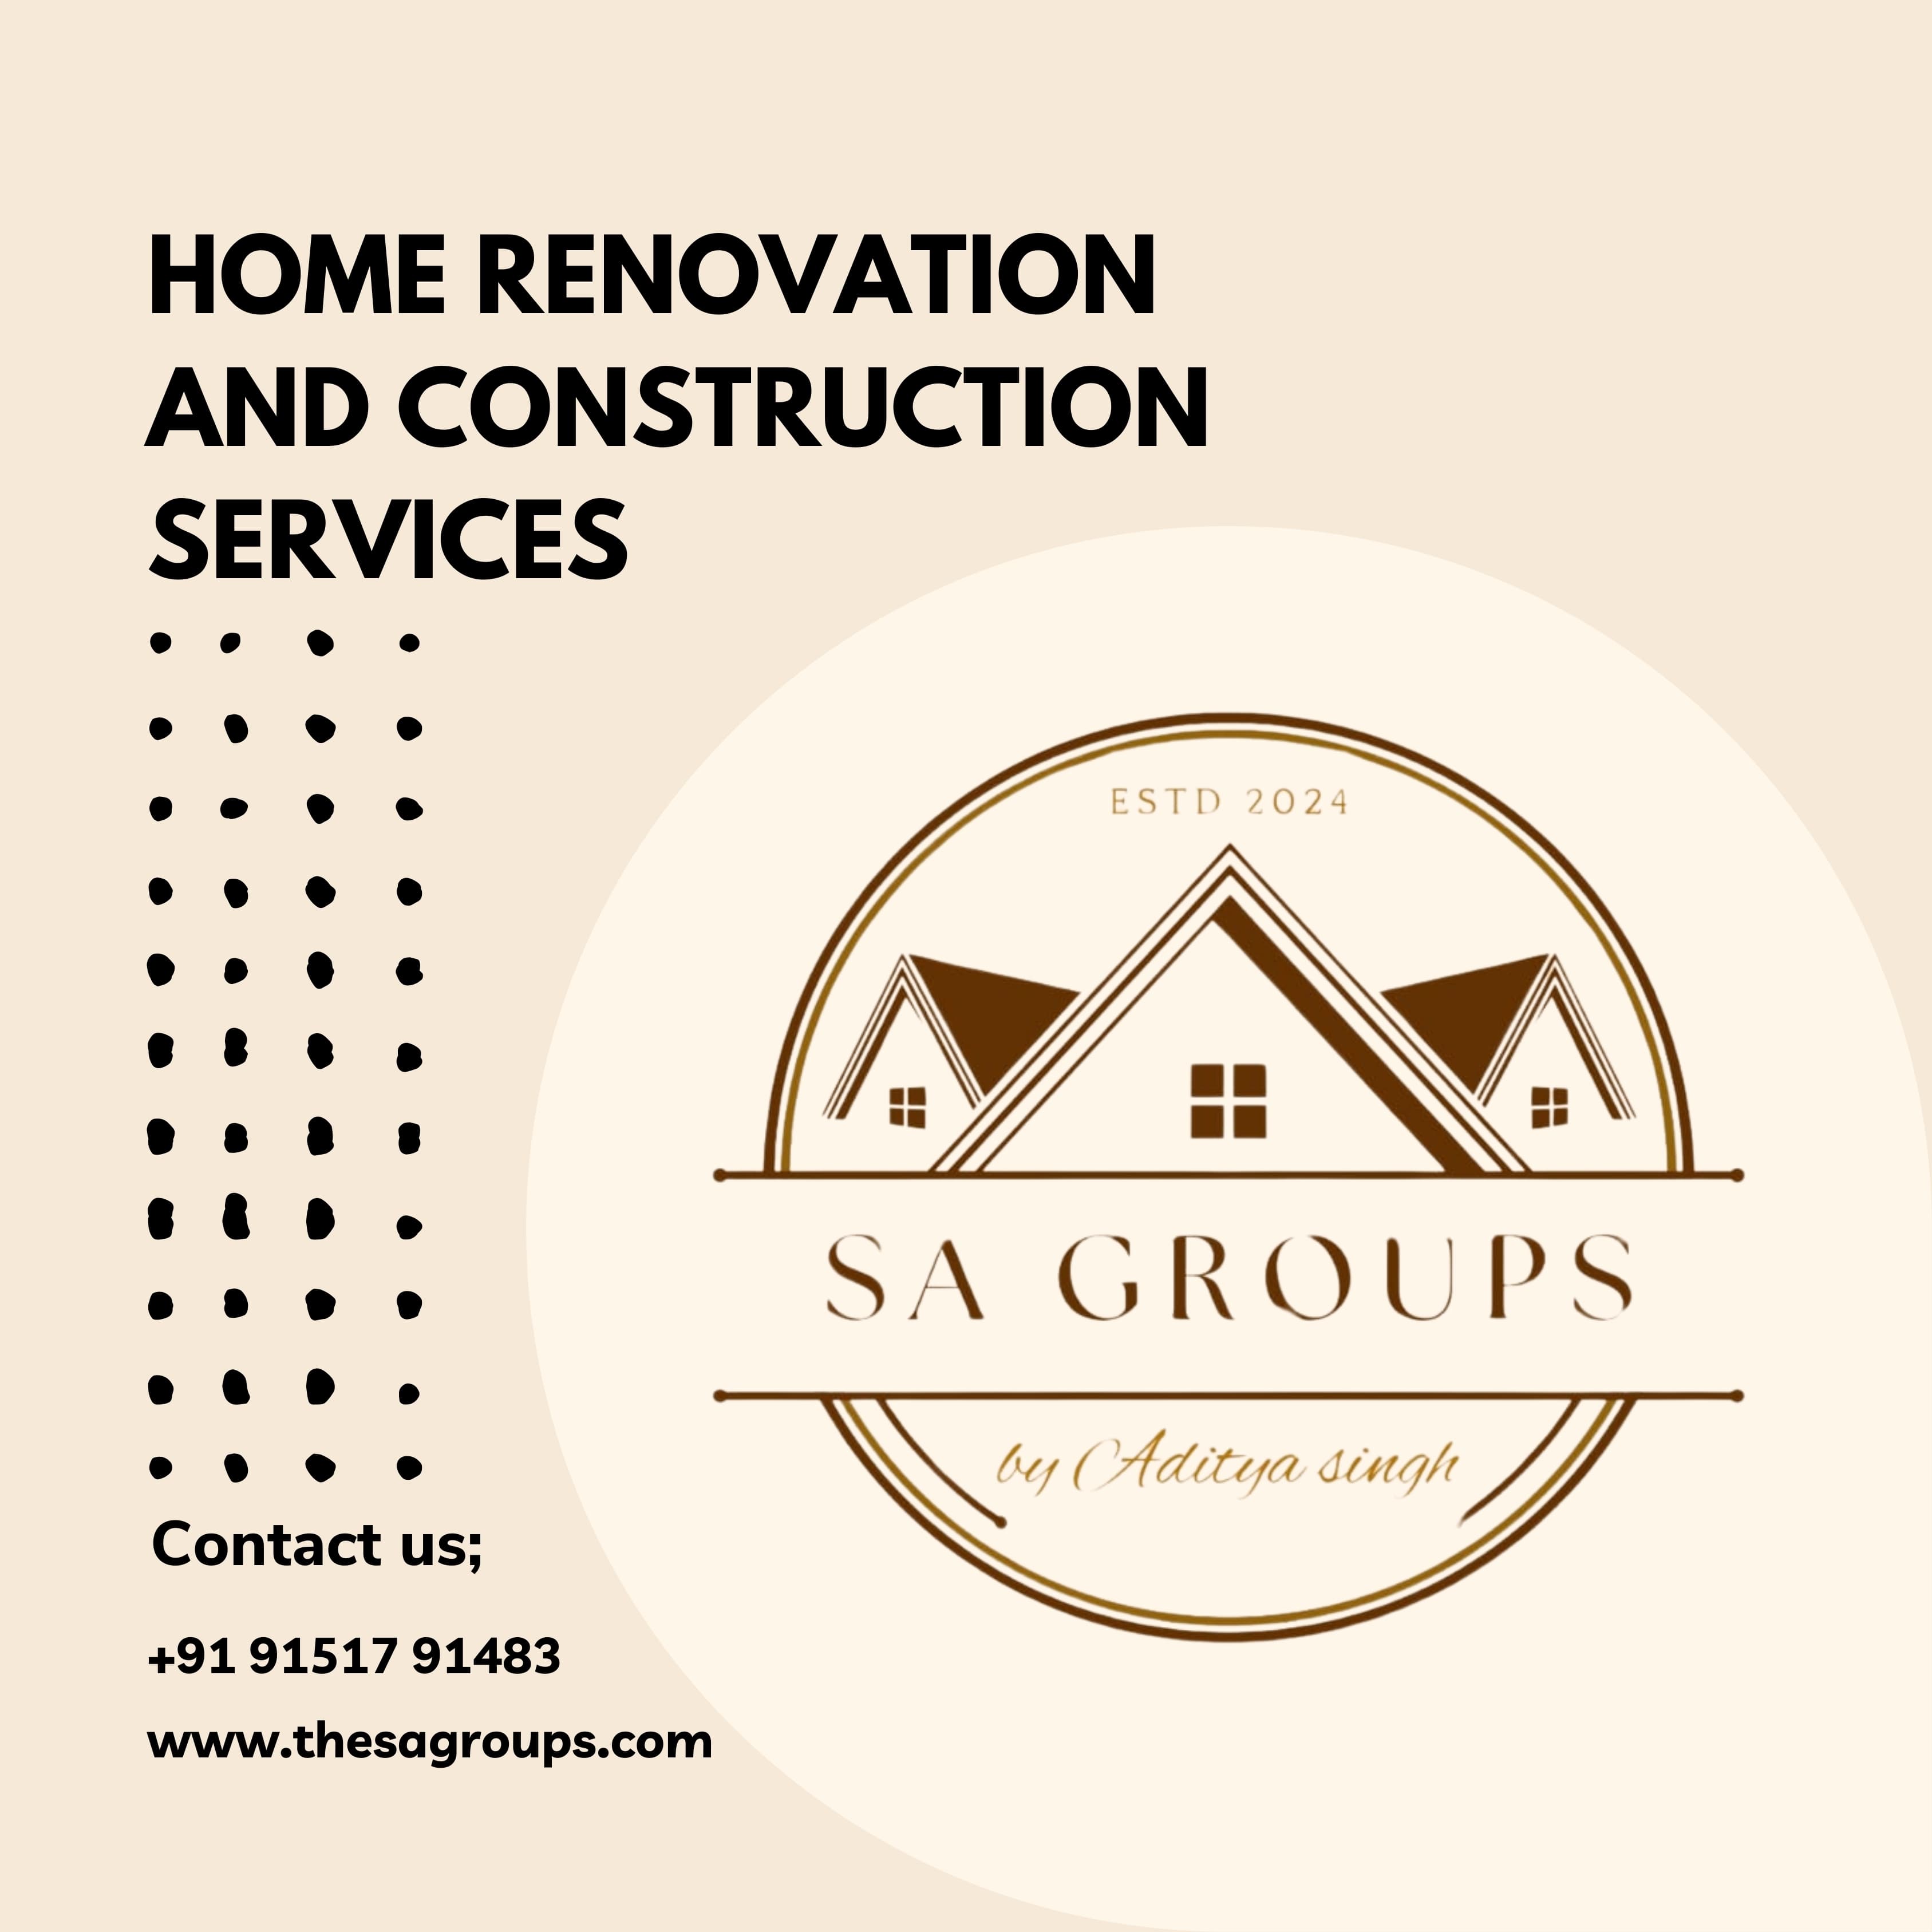 HOME RENOVATION
AND CONSTRUCTION
SERVICES
ESTD 2024
SA GROUPS
by Aditya singh
Contact us;
+91 91517 91483
www.thesagroups.com